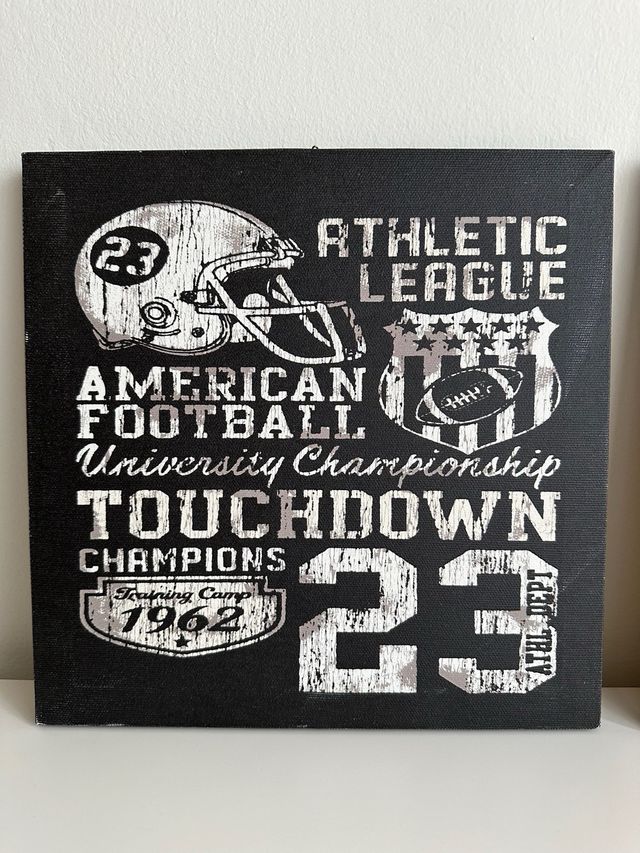 23
ATHLETIC
LEAGUE
AMERICAN
FOOTBALL
University Championship
TOUCHDOWN
CHAMPIONS
Training Camp
1962
23
ATHL DEPT